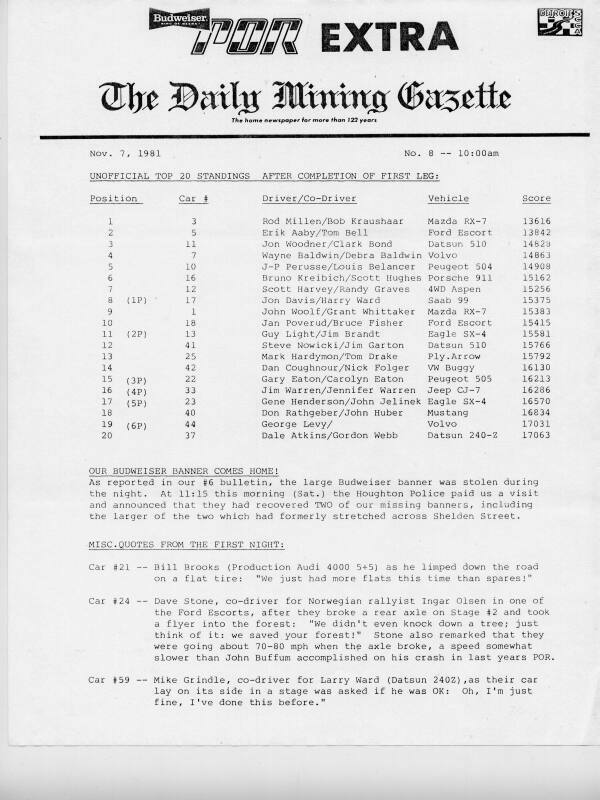 Budweiser
KING OF BEERS
POR EXTRA
DETROIT SCCA
The Daily Mining Gazette
The home newspaper for more than 122 years
Nov. 7, 1981 No. 8 -- 10:00am
UNOFFICIAL TOP 20 STANDINGS AFTER COMPLETION OF FIRST LEG:
Position Car # Driver/Co-Driver Vehicle Score
1 3 Rod Millen/Bob Kraushaar Mazda RX-7 13616
2 5 Erik Aaby/Tom Bell Ford Escort 13842
3 11 Jon Woodner/Clark Bond Datsun 510 14828
4 7 Wayne Baldwin/Debra Baldwin Volvo 14863
5 10 J-P Perusse/Louis Belancer Peugeot 504 14908
6 16 Bruno Kreibich/Scott Hughes Porsche 911 15162
7 12 Scott Harvey/Randy Graves 4WD Aspen 15256
8 (1P) 17 Jon Davis/Harry Ward Saab 99 15375
9 1 John Woolf/Grant Whittaker Mazda RX-7 15383
10 18 Jan Poverud/Bruce Fisher Ford Escort 15415
11 (2P) 13 Guy Light/Jim Brandt Eagle SX-4 15581
12 41 Steve Nowicki/Jim Garton Datsun 510 15766
13 25 Mark Hardymon/Tom Drake Ply.Arrow 15792
14 42 Dan Coughnour/Nick Folger VW Buggy 16130
15 (3P) 22 Gary Eaton/Carolyn Eaton Peugeot 505 16213
16 (4P) 33 Jim Warren/Jennifer Warren Jeep CJ-7 16286
17 (5P) 23 Gene Henderson/John Jelinek Eagle SX-4 16570
18 40 Don Rathgeber/John Huber Mustang 16834
19 (6P) 44 George Levy/ Volvo 17031
20 37 Dale Atkins/Gordon Webb Datsun 240-Z 17063
OUR BUDWEISER BANNER COMES HOME!
As reported in our #6 bulletin, the large Budweiser banner was stolen during
the night. At 11:15 this morning (Sat.) the Houghton Police paid us a visit
and announced that they had recovered TWO of our missing banners, including
the larger of the two which had formerly stretched across Shelden Street.
MISC.QUOTES FROM THE FIRST NIGHT:
Car #21 -- Bill Brooks (Production Audi 4000 5+5) as he limped down the road
on a flat tire: "We just had more flats this time than spares!"
Car #24 -- Dave Stone, co-driver for Norwegian rallyist Ingar Olsen in one of
the Ford Escorts, after they broke a rear axle on Stage #2 and took
a flyer into the forest: "We didn't even knock down a tree; just
think of it: we saved your forest!" Stone also remarked that they
were going about 70-80 mph when the axle broke, a speed somewhat
slower than John Buffum accomplished on his crash in last years POR.
Car #59 -- Mike Grindle, co-driver for Larry Ward (Datsun 240Z),as their car
lay on its side in a stage was asked if he was OK: Oh, I'm just
fine, I've done this before."